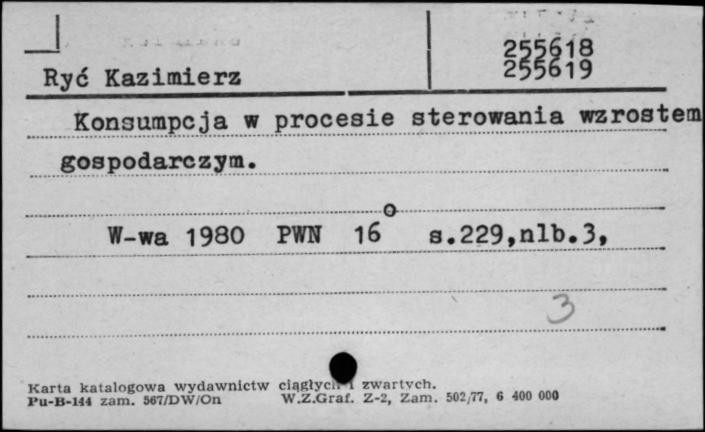 255618
255619
Ryć Kazimierz
Konsumpcja w procesie sterowania wzrostem
gospodarczym.
W-wa 1980 PWN 16° s.229,nlb.3,
3
Karta katalogowa wydawnictw ciągłych i zwartych.
Pu-B-144 zam. 567/DW/On W.Z.Graf. Z-2, Zam. 502/77, 6 400 000